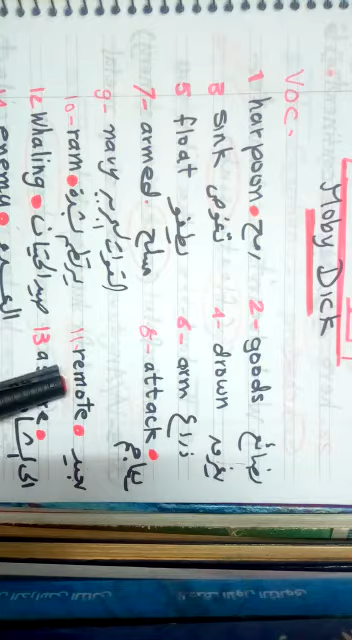 Moby Dick
VOC-
1 harpoon • رمح 2- goods بضائع
3 sink تغوص 4- drown يغرق
5 float يطفو 6- arm ذراع
7- armed مسلح 8- attack • يهاجم
9- navy القوات البحرية
10- ram • يرتطم بشدة 11- remote • بعيد
12 whaling • صيد الحيتان 13
enemy •